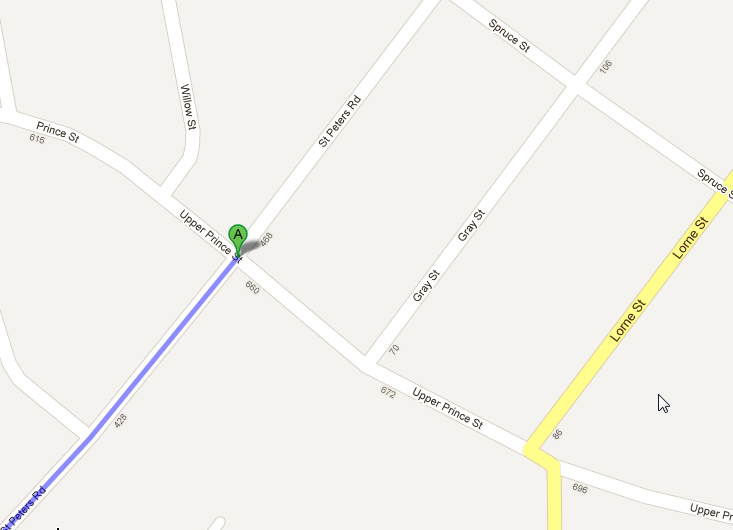 Spruce St
106
Willow St
St Peters Rd
Prince St
616
Spruce St
Upper Prince St
A
468
Gray St
Lorne St
660
Gray St
Lorne St
70
672
Upper Prince St
428
86
696
St Peters Rd
Upper Pr